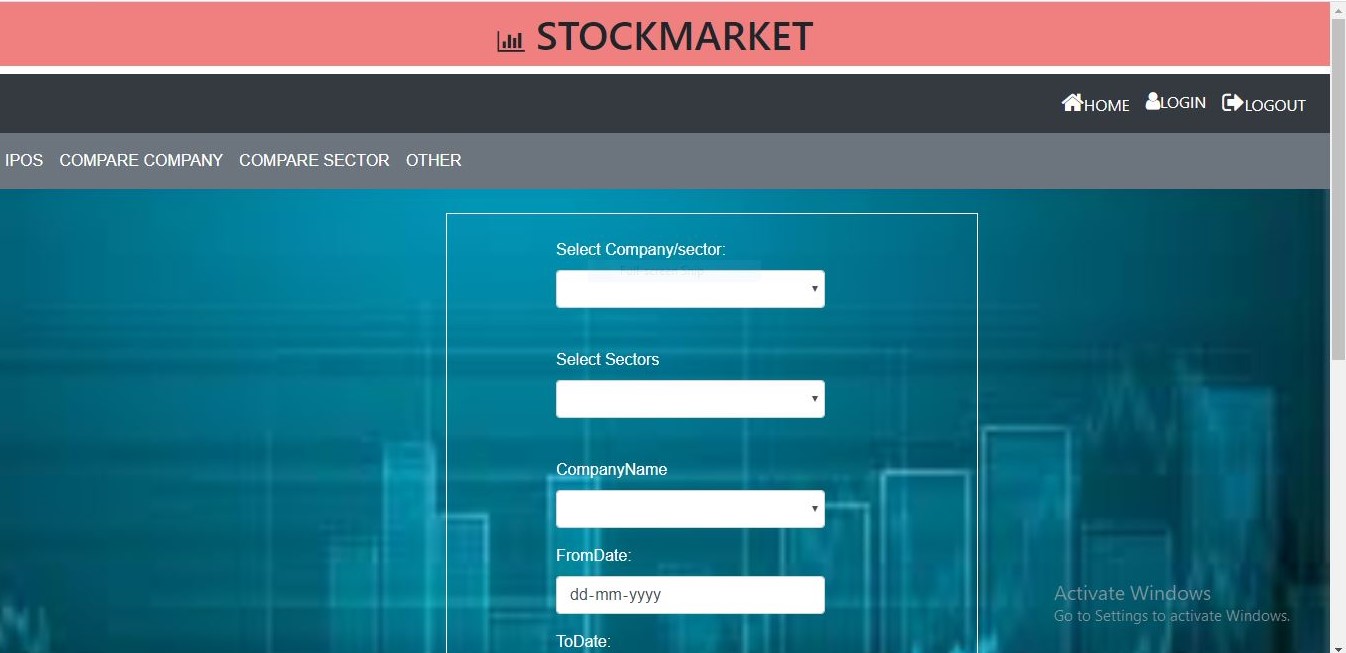 STOCKMARKET
HOME LOGIN LOGOUT
IPOS COMPARE COMPANY COMPARE SECTOR OTHER
Select Company/sector:
Select Sectors
CompanyName
FromDate:
dd-mm-yyyy
ToDate:
Activate Windows
Go to Settings to activate Windows.